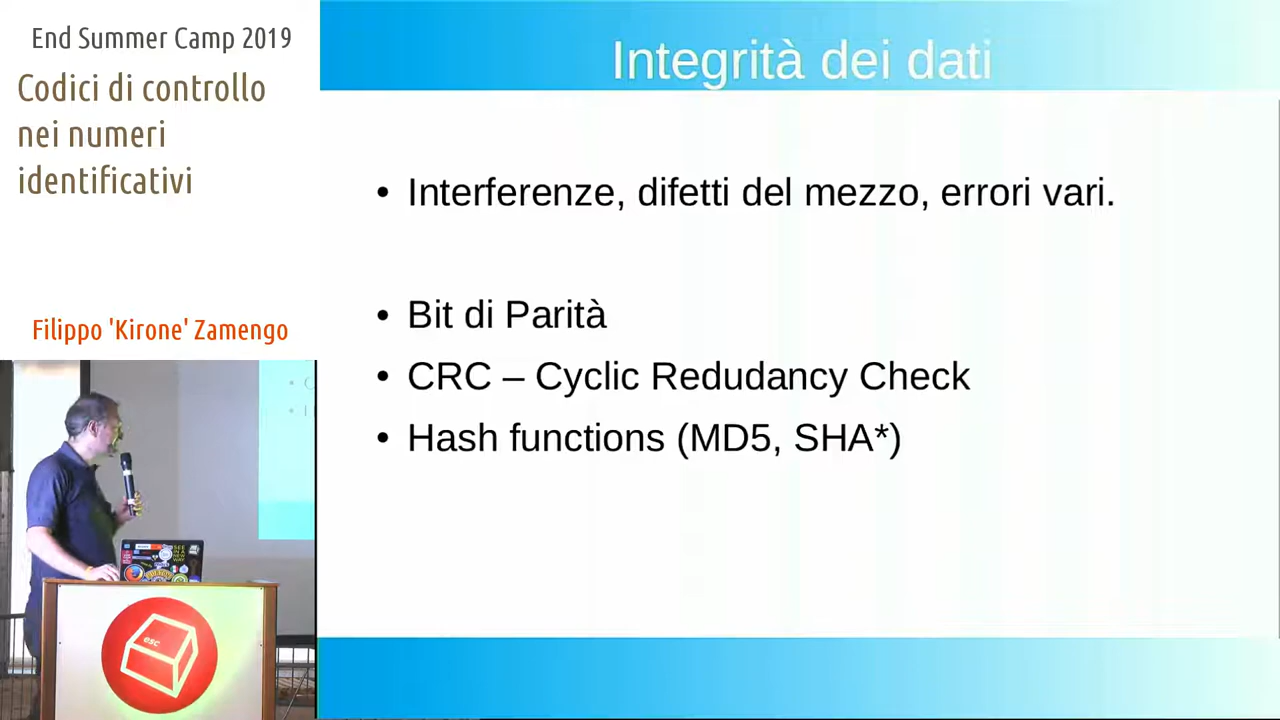 End Summer Camp 2019
Codici di controllo
nei numeri
identificativi
Filippo 'Kirone' Zamengo
Integrità dei dati
• Interferenze, difetti del mezzo, errori vari.
• Bit di Parità
• CRC – Cyclic Redudancy Check
• Hash functions (MD5, SHA*)
esc